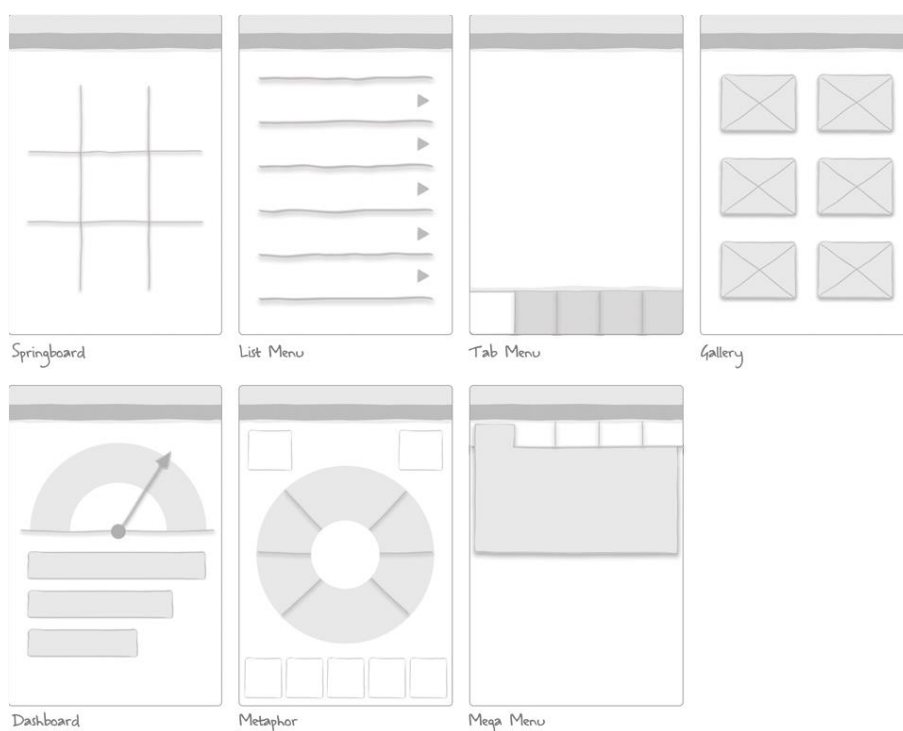 Springboard
List Menu
Tab Menu
Gallery
Dashboard
Metaphor
Mega Menu